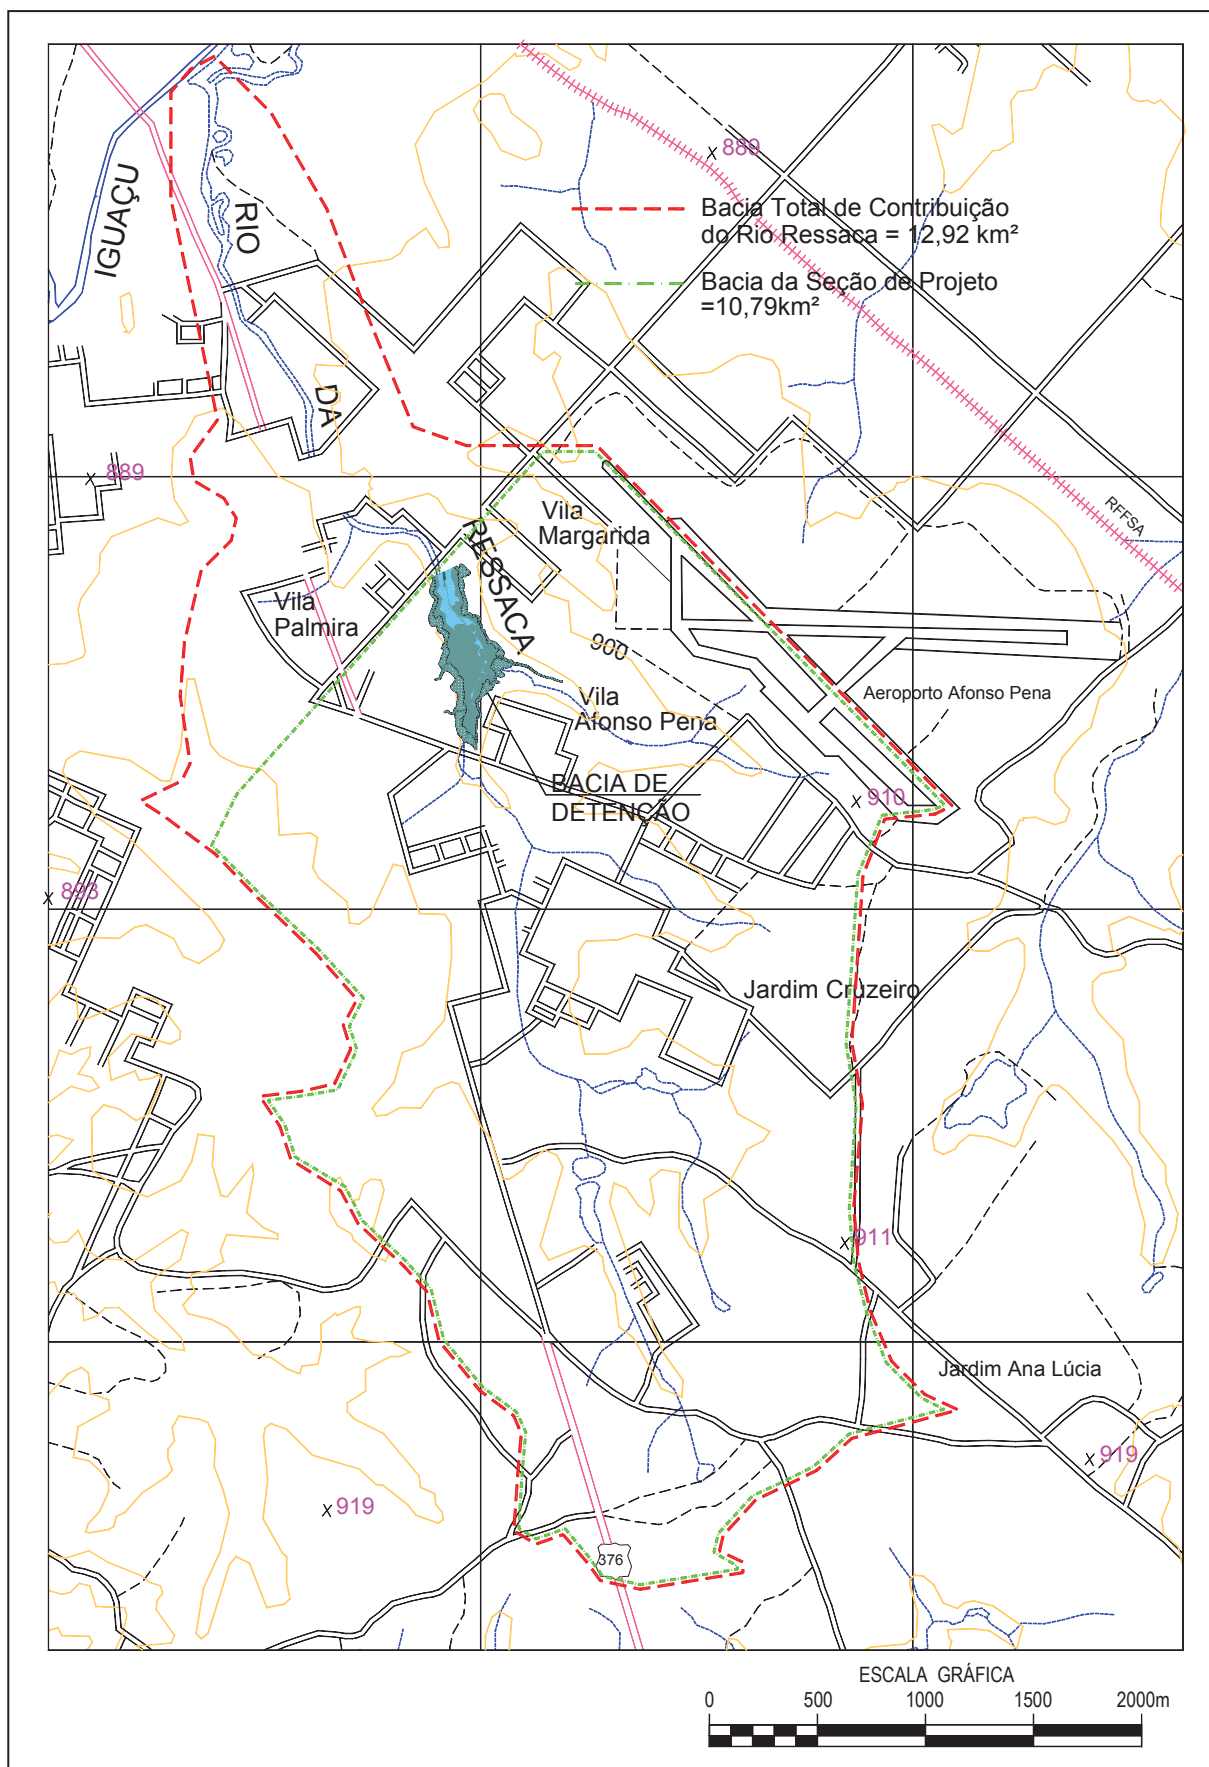 889
IGUAÇU
RIO
Bacia Total de Contribuição
do Rio Ressaca = 12,92 km²
Bacia da Seção de Projeto
=10,79km²
DA
889
RFFSA
Vila
Margarida
RESSACA
Vila
Palmira
900
Aeroporto Afonso Pena
Vila
Afonso Pena
BACIA DE
DETENÇÃO
910
893
Jardim Cruzeiro
911
Jardim Ana Lúcia
919
919
376
ESCALA GRÁFICA
0 500 1000 1500 2000m